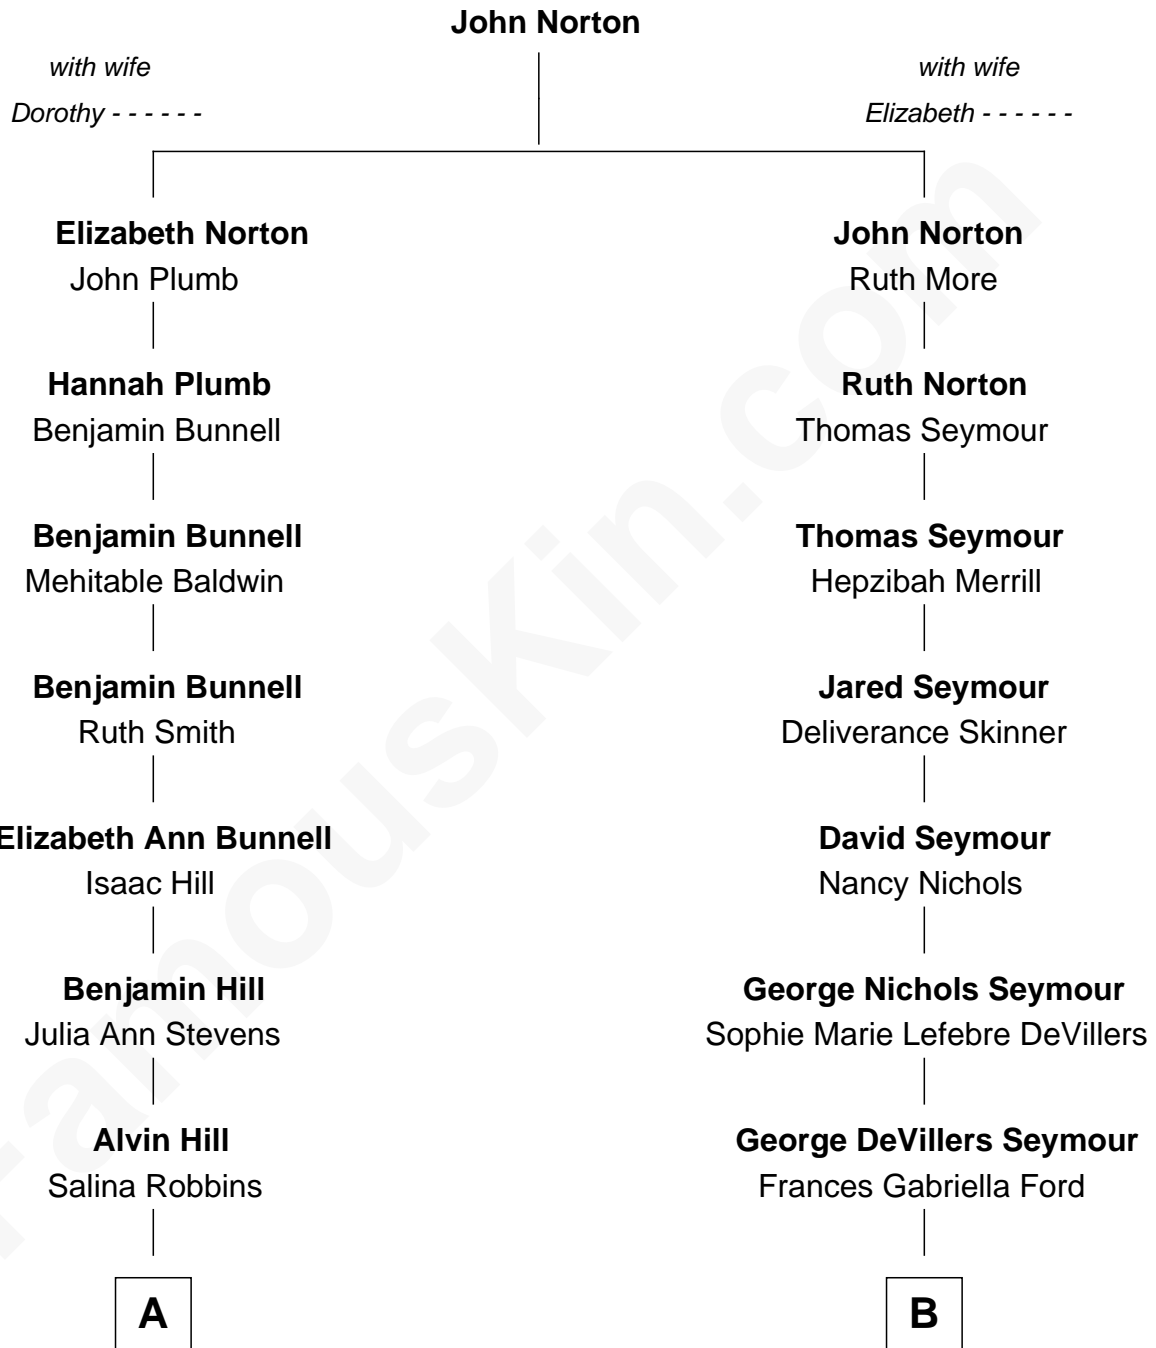 John Norton
with wife
Dorothy - - - - - -
with wife
Elizabeth - - - - - -
Elizabeth Norton
John Plumb
John Norton
Ruth More
Hannah Plumb
Benjamin Bunnell
Ruth Norton
Thomas Seymour
Benjamin Bunnell
Mehitable Baldwin
Thomas Seymour
Hepzibah Merrill
Benjamin Bunnell
Ruth Smith
Jared Seymour
Deliverance Skinner
Elizabeth Ann Bunnell
Isaac Hill
David Seymour
Nancy Nichols
Benjamin Hill
Julia Ann Stevens
George Nichols Seymour
Sophie Marie Lefebre DeVillers
Alvin Hill
Salina Robbins
George DeVillers Seymour
Frances Gabriella Ford
A
B
FamousKin.com